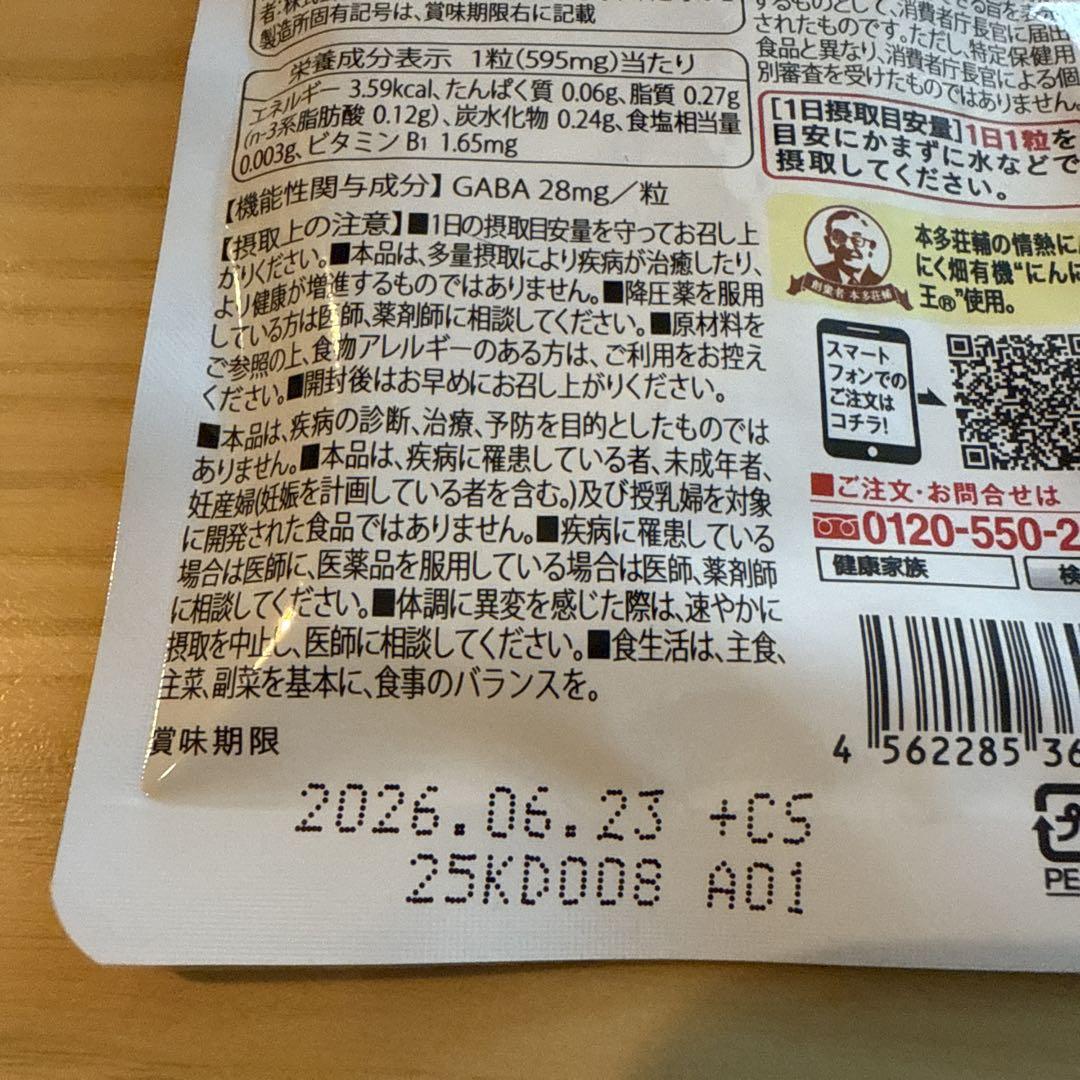 製造所固有記号は、賞味期限右に記載
栄養成分表示 1粒(595mg)当たり
エネルギー 3.59kcal、たんぱく質 0.06g、脂質 0.27g
(n-3系脂肪酸 0.12g)、炭水化物 0.24g、食塩相当量
0.003g、ビタミン B1 1.65mg
【機能性関与成分】 GABA 28mg／粒
【摂取上の注意】■1日の摂取目安量を守ってお召し上
がりください。■本品は、多量摂取により疾病が治癒したり、
より健康が増進するものではありません。■降圧薬を服用
している方は医師、薬剤師に相談してください。■原材料を
ご参照の上、食物アレルギーのある方は、ご利用をお控え
ください。■開封後はお早めにお召し上がりください。
■本品は、疾病の診断、治療、予防を目的としたものでは
ありません。■本品は、疾病に罹患している者、未成年者、
妊産婦(妊娠を計画している者を含む。)及び授乳婦を対象
に開発された食品ではありません。■疾病に罹患している
場合は医師に、医薬品を服用している場合は医師、薬剤師
に相談してください。■体調に異変を感じた際は、速やかに
摂取を中止し、医師に相談してください。■食生活は、主食、
主菜、副菜を基本に、食事のバランスを。
賞味期限
2026.06.23 +CS
25KD008 A01
するものとして、消費者庁長官に届出
されたものです。ただし、特定保健用
食品と異なり、消費者庁長官による個
別審査を受けたものではありません。
[1日摂取目安量]1日1粒を
目安にかまずに水などで
摂取してください。
創業者 本多荘輔
本多荘輔の情熱に
にく畑有機“にんに
王®”使用。
スマート
フォンでの
ご注文は
コチラ!
■ご注文・お問合せは
0120-550-2
健康家族
検
4 562285 36
PE